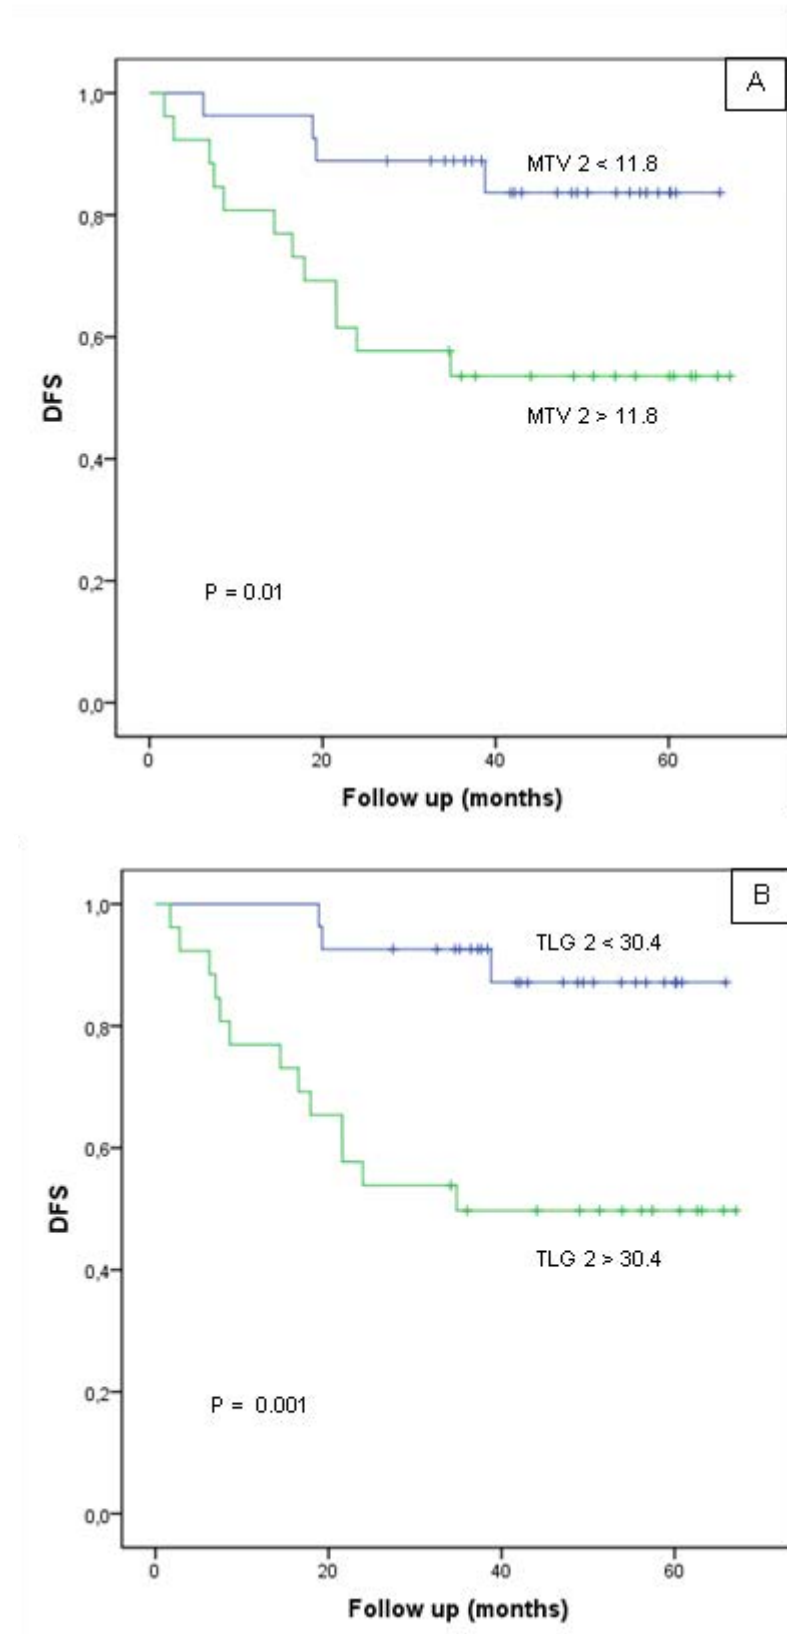 A
1,0
MTV 2 < 11.8
0,8
0,6
DFS
MTV 2 > 11.8
0,4
0,2
P = 0.01
0,0
0 20 40 60
Follow up (months)
B
1,0
TLG 2 < 30.4
0,8
0,6
DFS
TLG 2 > 30.4
0,4
0,2
P = 0.001
0,0
0 20 40 60
Follow up (months)